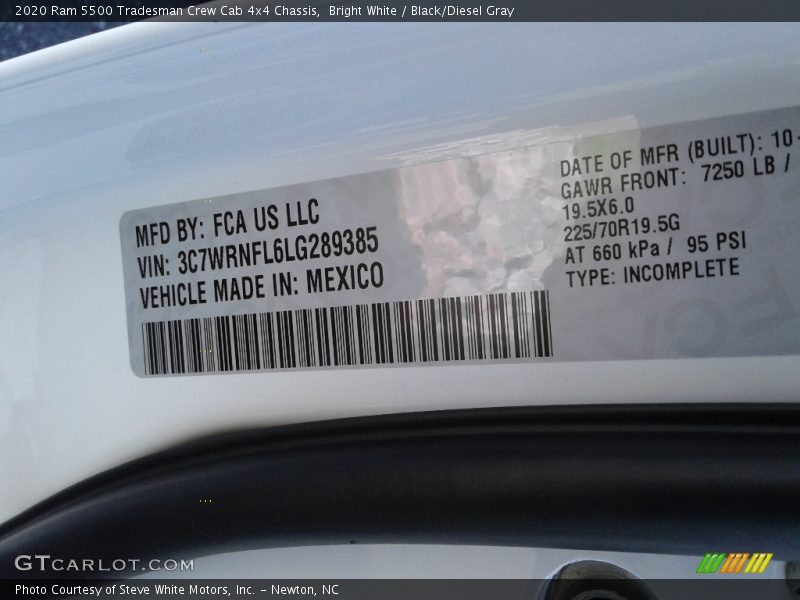 2020 Ram 5500 Tradesman Crew Cab 4x4 Chassis,  Bright White / Black/Diesel Gray
MFD BY: FCA US LLC
VIN: 3C7WRNFL6LG289385
VEHICLE MADE IN: MEXICO
DATE OF MFR (BUILT): 10-
GAWR FRONT: 7250 LB /
19.5X6.0
225/70R19.5G
AT 660 kPa / 95 PSI
TYPE: INCOMPLETE
GTCARLOT.COM
Photo Courtesy of Steve White Motors, Inc. – Newton, NC